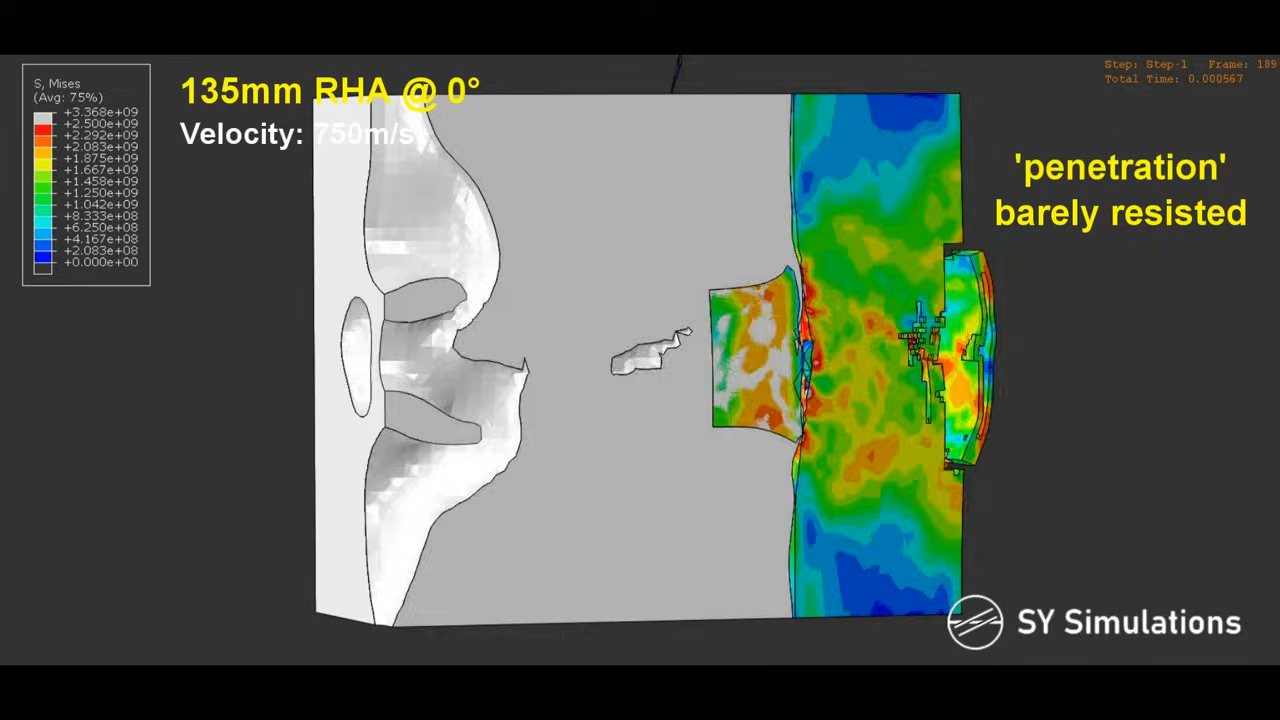 S, Mises
(Avg: 75%)
+3.368e+09
+2.500e+09
+2.292e+09
+2.083e+09
+1.875e+09
+1.667e+09
+1.458e+09
+1.250e+09
+1.042e+09
+8.333e+08
+6.250e+08
+4.167e+08
+2.083e+08
+0.000e+00
135mm RHA @ 0°
Velocity: 750m/s
Step: Step-1 Frame: 189
Total Time: 0.000567
'penetration'
barely resisted
SY Simulations